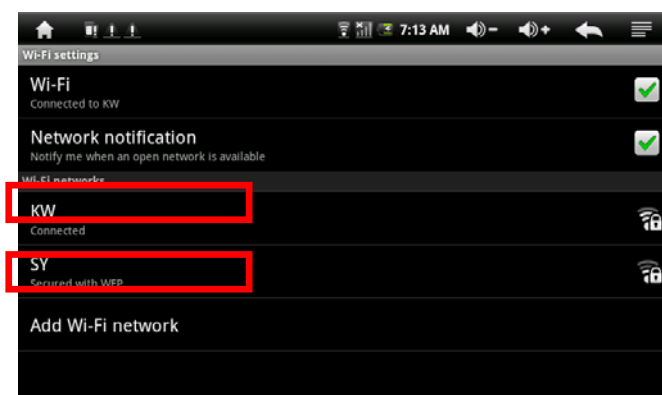 7:13 AM
Wi-Fi settings
Wi-Fi
Connected to KW
Network notification
Notify me when an open network is available
Wi-Fi networks
KW
Connected
SY
Secured with WEP
Add Wi-Fi network